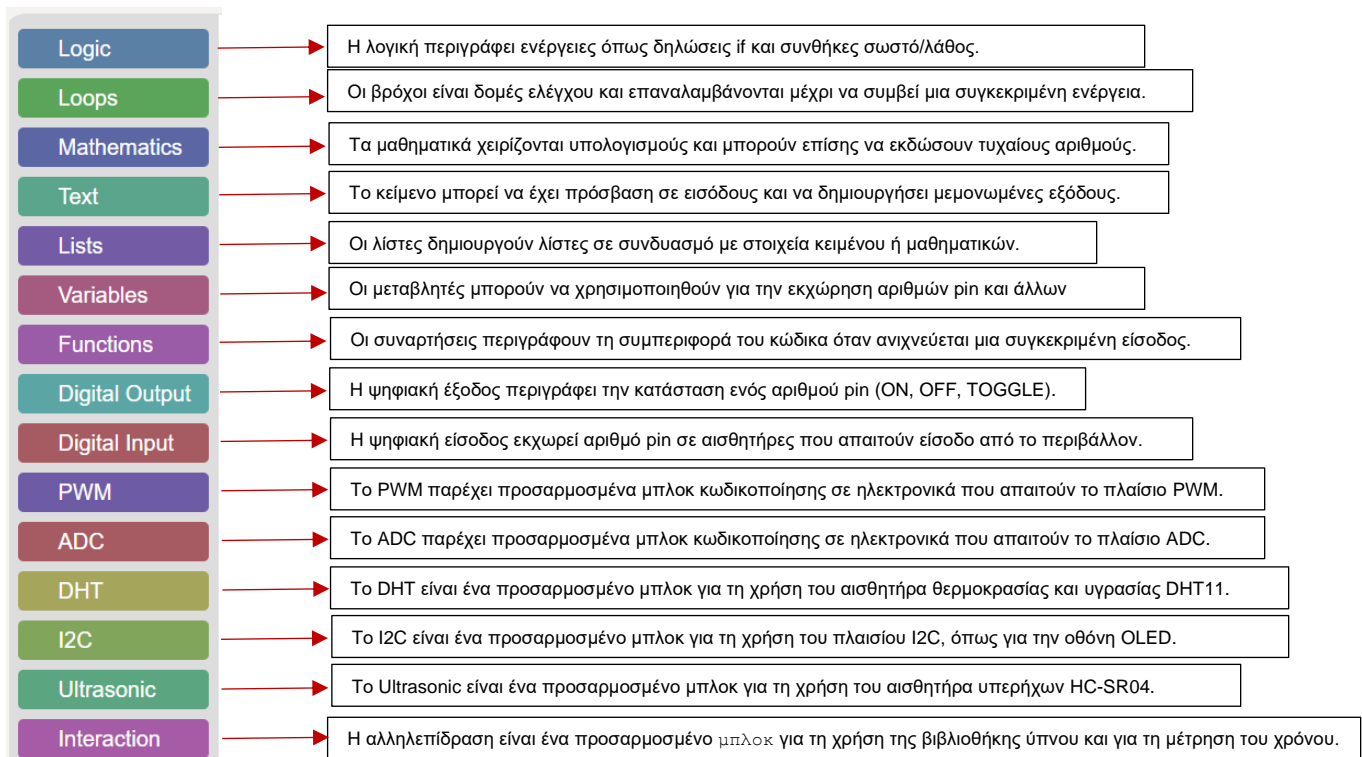 Logic
Η λογική περιγράφει ενέργειες όπως δηλώσεις if και συνθήκες σωστό/λάθος.
Loops
Οι βρόχοι είναι δομές ελέγχου και επαναλαμβάνονται μέχρι να συμβεί μια συγκεκριμένη ενέργεια.
Mathematics
Τα μαθηματικά χειρίζονται υπολογισμούς και μπορούν επίσης να εκδώσουν τυχαίους αριθμούς.
Text
Το κείμενο μπορεί να έχει πρόσβαση σε εισόδους και να δημιουργήσει μεμονωμένες εξόδους.
Lists
Οι λίστες δημιουργούν λίστες σε συνδυασμό με στοιχεία κειμένου ή μαθηματικών.
Variables
Οι μεταβλητές μπορούν να χρησιμοποιηθούν για την εκχώρηση αριθμών pin και άλλων
Functions
Οι συναρτήσεις περιγράφουν τη συμπεριφορά του κώδικα όταν ανιχνεύεται μια συγκεκριμένη είσοδος.
Digital Output
Η ψηφιακή έξοδος περιγράφει την κατάσταση ενός αριθμού pin (ON, OFF, TOGGLE).
Digital Input
Η ψηφιακή είσοδος εκχωρεί αριθμό pin σε αισθητήρες που απαιτούν είσοδο από το περιβάλλον.
PWM
Το PWM παρέχει προσαρμοσμένα μπλοκ κωδικοποίησης σε ηλεκτρονικά που απαιτούν το πλαίσιο PWM.
ADC
Το ADC παρέχει προσαρμοσμένα μπλοκ κωδικοποίησης σε ηλεκτρονικά που απαιτούν το πλαίσιο ADC.
DHT
Το DHT είναι ένα προσαρμοσμένο μπλοκ για τη χρήση του αισθητήρα θερμοκρασίας και υγρασίας DHT11.
I2C
Το I2C είναι ένα προσαρμοσμένο μπλοκ για τη χρήση του πλαισίου I2C, όπως για την οθόνη OLED.
Ultrasonic
Το Ultrasonic είναι ένα προσαρμοσμένο μπλοκ για τη χρήση του αισθητήρα υπερήχων HC-SR04.
Interaction
Η αλληλεπίδραση είναι ένα προσαρμοσμένο μπλοκ για τη χρήση της βιβλιοθήκης ύπνου και για τη μέτρηση του χρόνου.